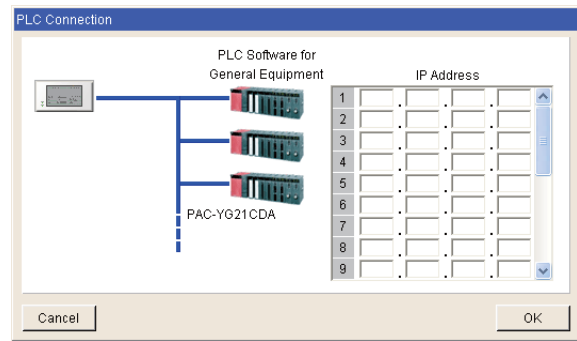 PLC Connection
PLC Software for
General Equipment
IP Address
1 . . .
2 . . .
3 . . .
4 . . .
5 . . .
6 . . .
7 . . .
8 . . .
9 . . .
PAC-YG21CDA
Cancel
OK